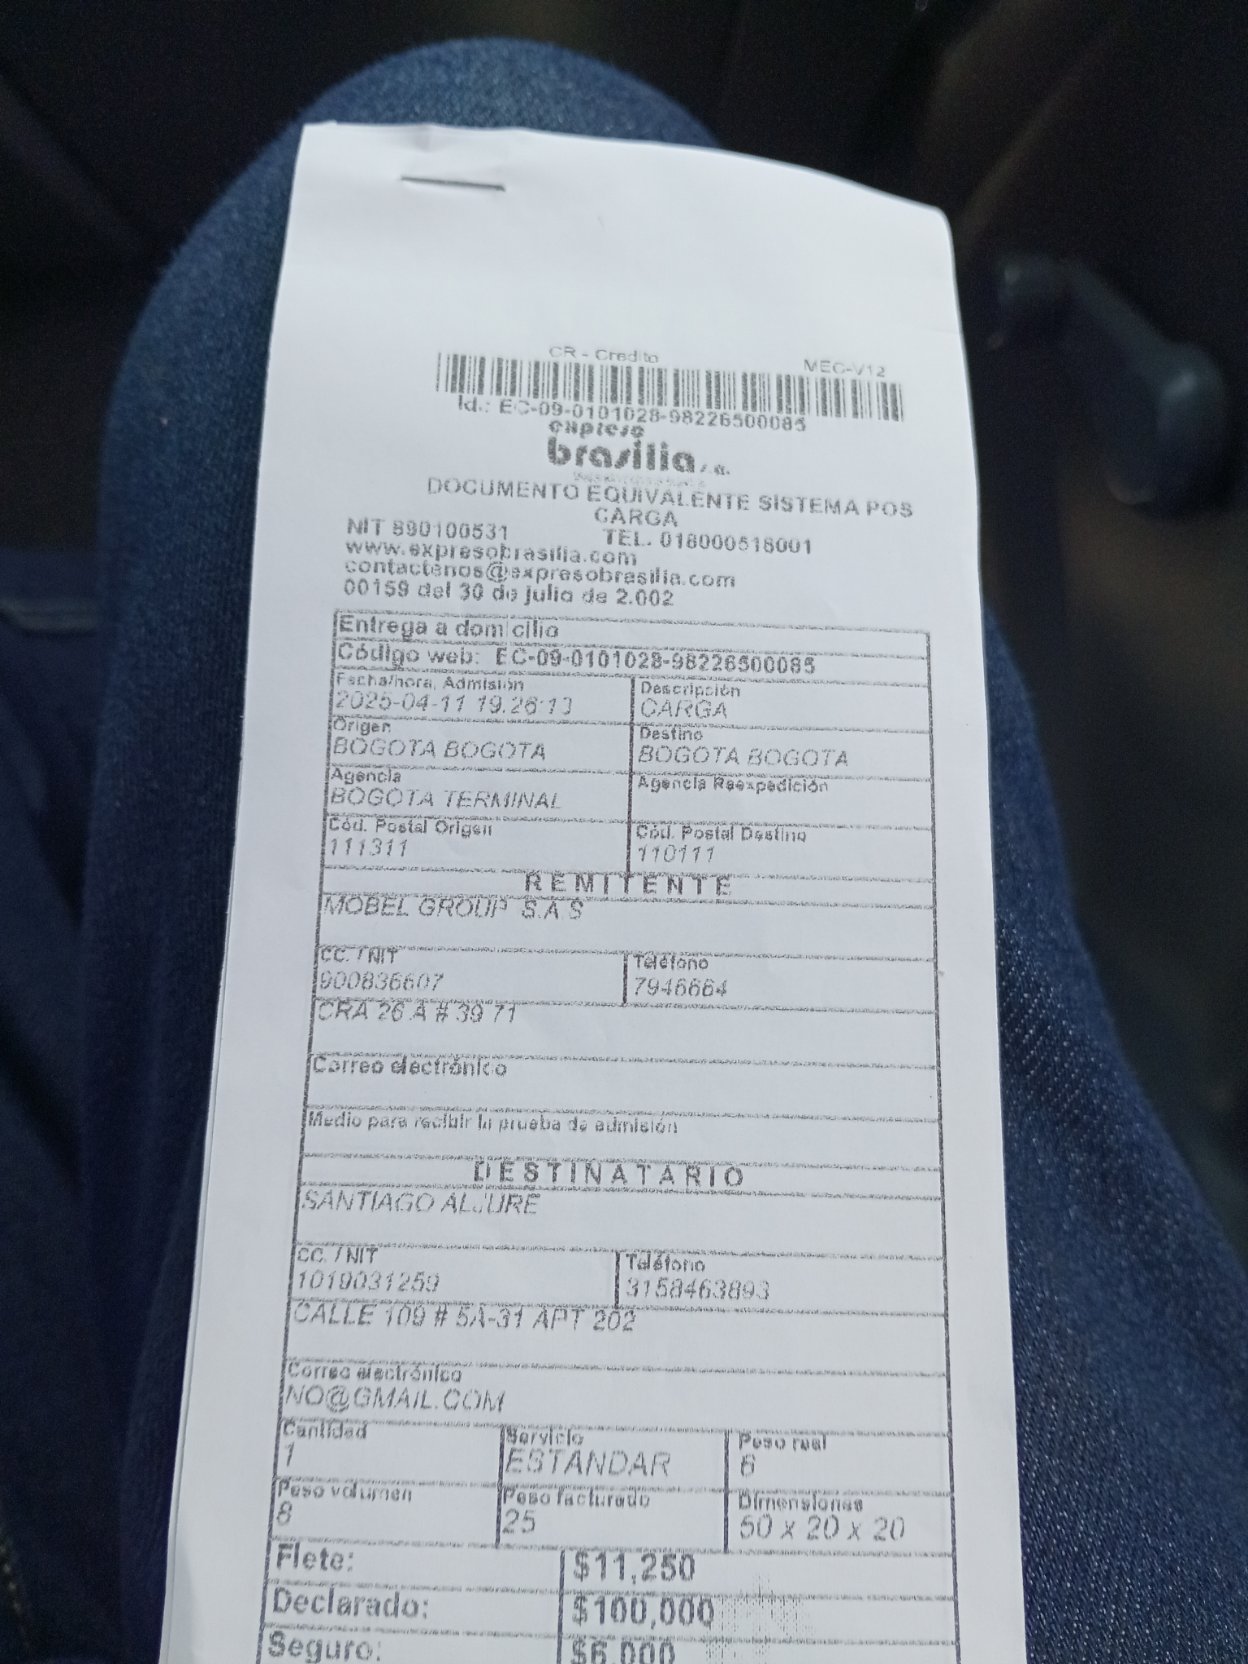 CR - Credito MEC-V12
Id.: EC-09-0101028-98226500085
expreso
brasilia s.a.
DOCUMENTO EQUIVALENTE SISTEMA POS
CARGA
NIT 890100531 TEL. 018000518001
www.expresobrasilia.com
contactenos@expresobrasilia.com
00159 del 30 de julio de 2.002
Entrega a domicilio
Código web: EC-09-0101028-98226500085
Fecha/hora, Admisión Descripción
2025-04-11 19:26:13 CARGA
Origen Destino
BOGOTA BOGOTA BOGOTA BOGOTA
Agencia Agencia Reexpedición
BOGOTA TERMINAL
Cód. Postal Origen Cód. Postal Destino
111311 110111
REMITENTE
MOBEL GROUP S.A S
CC. / NIT Teléfono
900836607 7946664
CRA 26 A # 39 71
Correo electrónico
Medio para recibir la prueba de admisión
DESTINATARIO
SANTIAGO ALJURE
CC. / NIT Teléfono
1019031259 3158463893
CALLE 109 # 5A-31 APT 202
Correo electrónico
NO@GMAIL.COM
Cantidad Servicio Peso real
1 ESTANDAR 6
Peso volumen Peso facturado Dimensiones
8 25 50 x 20 x 20
Flete: $11,250
Declarado: $100,000
Seguro: $6,000